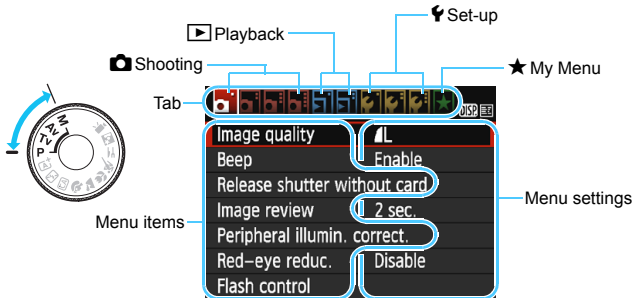 Set-up
Playback
Shooting
My Menu
Tab
DISP
M
Av
Tv
P
Image quality L
Beep Enable
Release shutter without card
Menu settings
Image review 2 sec.
Menu items
Peripheral illumin. correct.
Red-eye reduc. Disable
Flash control